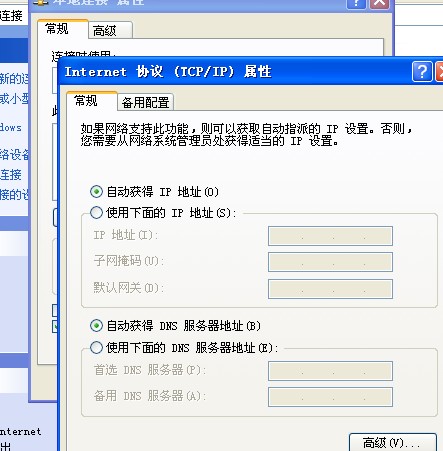 本地连接 属性
连接
常规
高级
连接时使用:
Internet 协议 (TCP/IP) 属性
常规
备用配置
如果网络支持此功能，则可以获取自动指派的 IP 设置。否则，
您需要从网络系统管理员处获得适当的 IP 设置。
自动获得 IP 地址(O)
使用下面的 IP 地址(S):
IP 地址(I):
子网掩码(U):
默认网关(D):
自动获得 DNS 服务器地址(B)
使用下面的 DNS 服务器地址(E):
首选 DNS 服务器(P):
备用 DNS 服务器(A):
高级(V)...
新的连
或小型
dows
络设备
连接
接的设
nternet
出